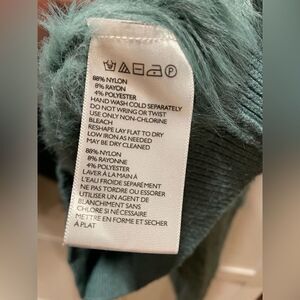 88% NYLON
8% RAYON
4% POLYESTER
HAND WASH COLD SEPARATELY
DO NOT WRING OR TWIST
USE ONLY NON-CHLORINE
BLEACH
RESHAPE LAY FLAT TO DRY
LOW IRON AS NEEDED
MAY BE DRY CLEANED
88% NYLON
8% RAYONNE
4% POLYESTER
LAVER À LA MAIN À
L'EAU FROIDE SÉPARÉMENT
NE PAS TORDRE OU ESSORER
UTILISER UN AGENT DE
BLANCHIMENT SANS
CHLORE SI NÉCESSAIRE
METTRE EN FORME ET SÉCHER
À PLAT